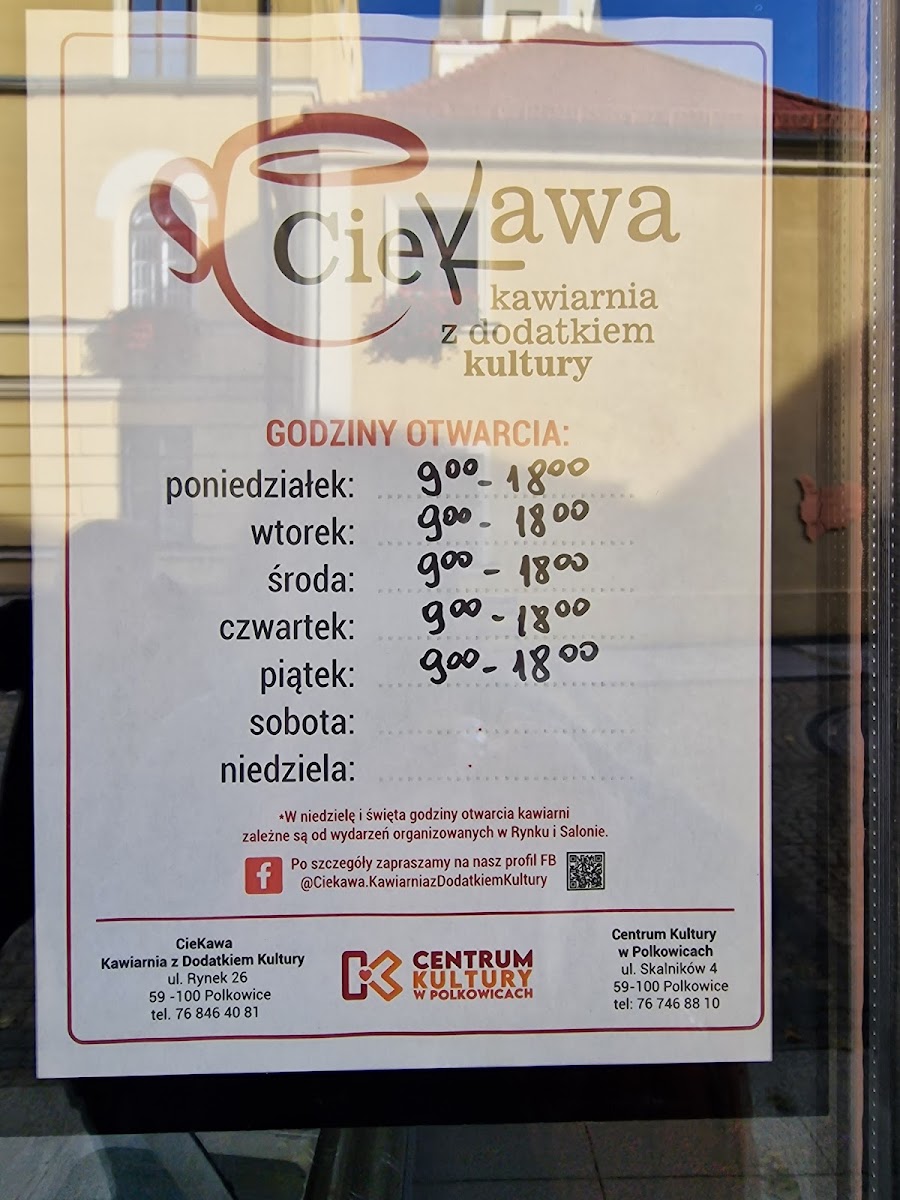 CieKawa
kawiarnia
z dodatkiem
kultury
GODZINY OTWARCIA:
poniedziałek: 9⁰⁰ - 18⁰⁰
wtorek: 9⁰⁰ - 18⁰⁰
środa: 9⁰⁰ - 18⁰⁰
czwartek: 9⁰⁰ - 18⁰⁰
piątek: 9⁰⁰ - 18⁰⁰
sobota:
niedziela:
*W niedzielę i święta godziny otwarcia kawiarni
zależne są od wydarzeń organizowanych w Rynku i Salonie.
Po szczegóły zapraszamy na nasz profil FB
@Ciekawa.KawiarniazDodatkiemKultury
CieKawa
Kawiarnia z Dodatkiem Kultury
ul. Rynek 26
59 -100 Polkowice
tel. 76 846 40 81
CENTRUM
KULTURY
W POLKOWICACH
Centrum Kultury
w Polkowicach
ul. Skalników 4
59-100 Polkowice
tel: 76 746 88 10